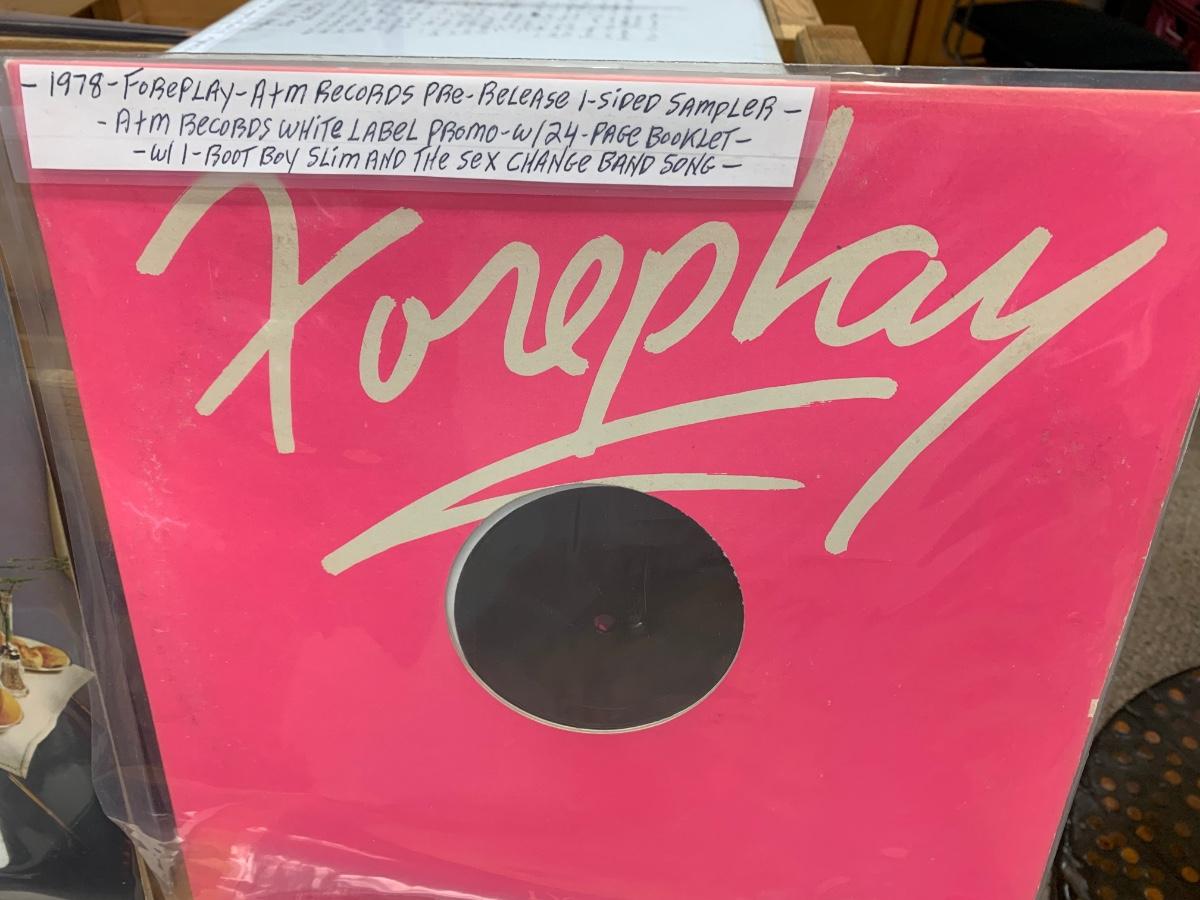 - 1978 - FOREPLAY - A+M RECORDS PRE-RELEASE 1-SIDED SAMPLER -
- A+M RECORDS WHITE LABEL PROMO - W/24-PAGE BOOKLET -
- W/ 1 - ROOT BOY SLIM AND THE SEX CHANGE BAND SONG -
Foreplay